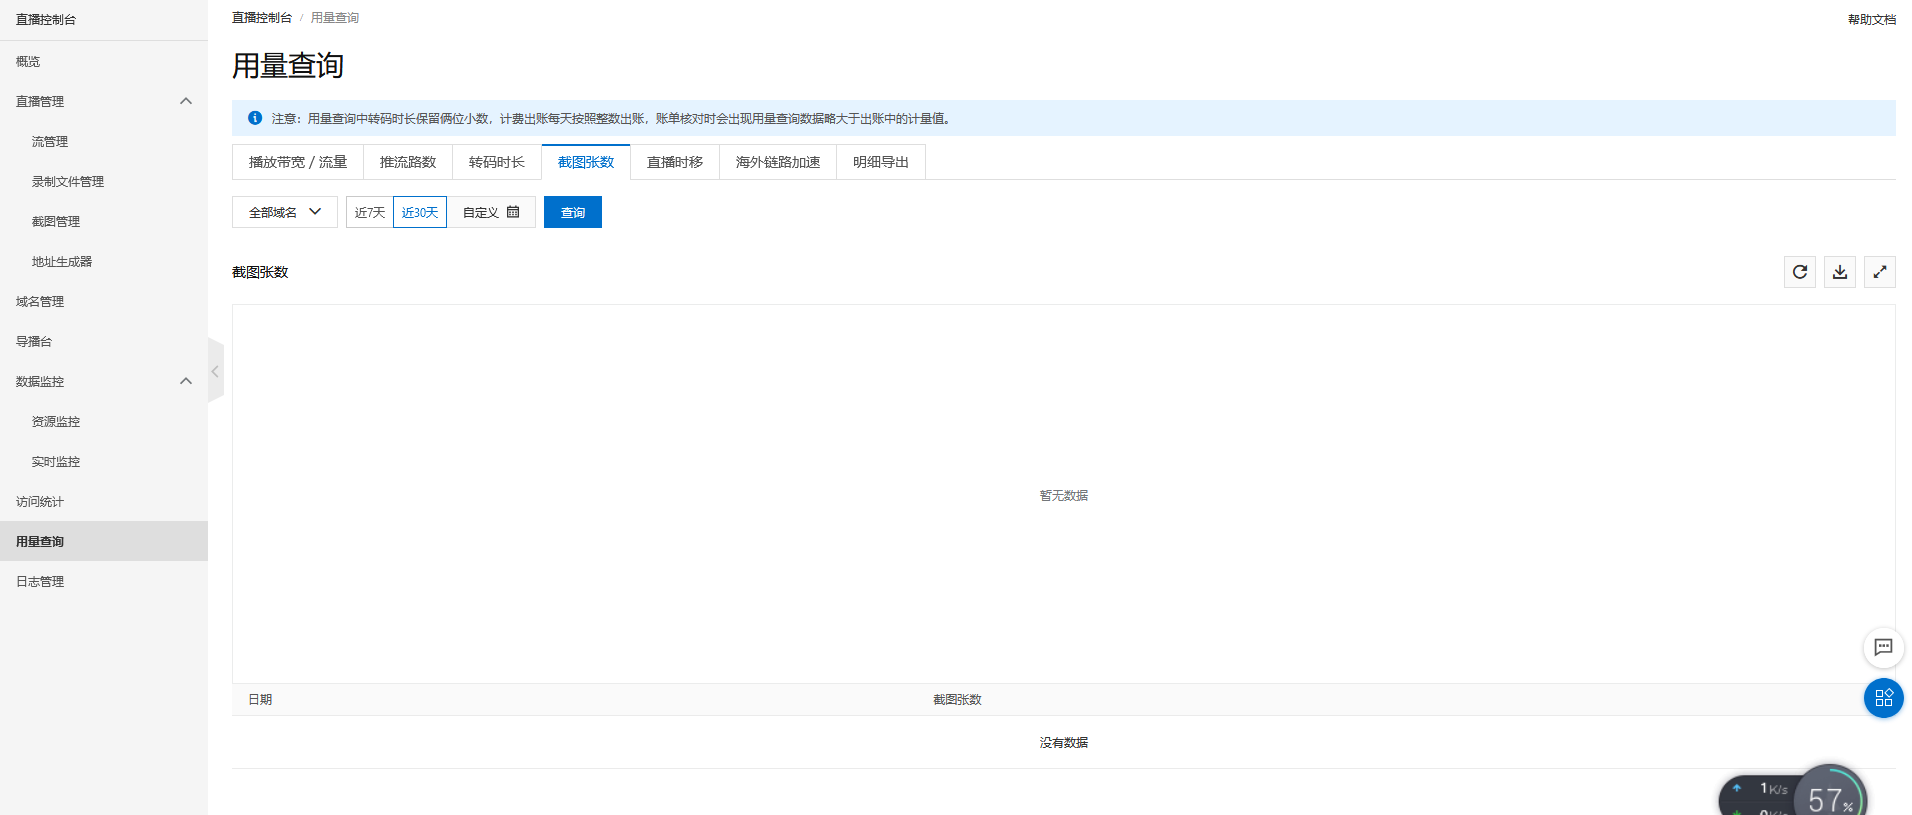 直播控制台
概览
直播管理
流管理
录制文件管理
截图管理
地址生成器
域名管理
导播台
数据监控
资源监控
实时监控
访问统计
用量查询
日志管理
直播控制台 / 用量查询
帮助文档
用量查询
注意：用量查询中转码时长保留俩位小数，计费出账每天按照整数出账，账单核对时会出现用量查询数据略大于出账中的计量值。
播放带宽 / 流量 推流路数 转码时长 截图张数 直播时移 海外链路加速 明细导出
全部域名 近7天 近30天 自定义 查询
截图张数
暂无数据
日期 截图张数
没有数据
1K/s
57%